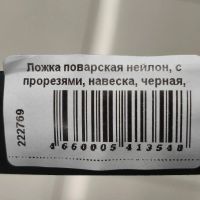 Ложка поварская нейлон, с
прорезями, навеска, черная,
222769
4 660005 413548